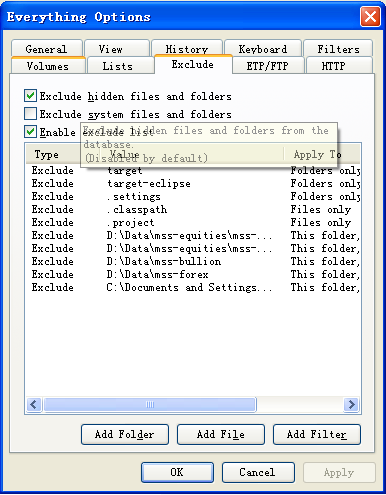 Everything Options
General View History Keyboard Filters
Volumes Lists Exclude ETP/FTP HTTP
Exclude hidden files and folders
Exclude system files and folders
Enable exclude list
Exclude hidden files and folders from the
database.
(Disabled by default)
Type Value Apply To
Exclude target Folders only
Exclude target-eclipse Folders only
Exclude .settings Folders only
Exclude .classpath Files only
Exclude .project Files only
Exclude D:\Data\mss-equities\mss-... This folder,
Exclude D:\Data\mss-equities\mss-... This folder,
Exclude D:\Data\mss-bullion This folder,
Exclude D:\Data\mss-forex This folder,
Exclude C:\Documents and Settings... This folder,
Add Folder Add File Add Filter
OK Cancel Apply